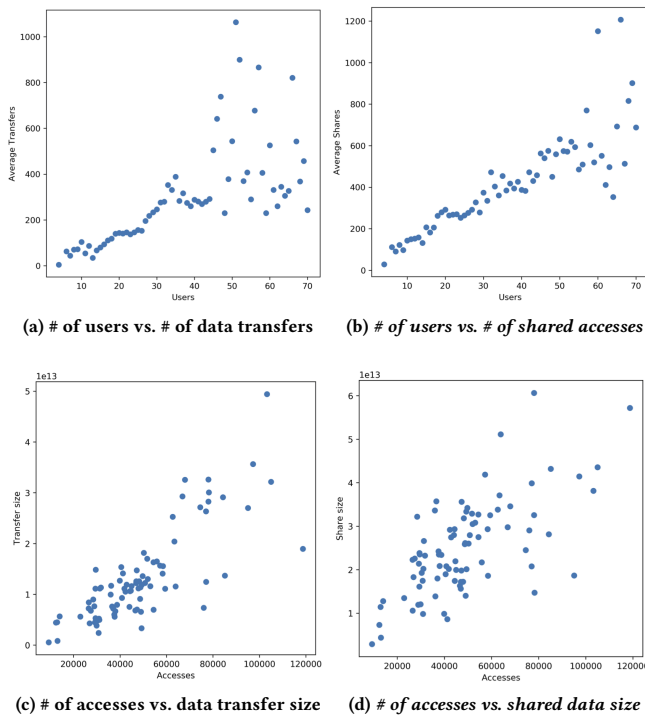 1000
800
600
400
200
0
Average Transfers
10 20 30 40 50 60 70
Users
(a) # of users vs. # of data transfers
1200
1000
800
600
400
200
0
Average Shares
10 20 30 40 50 60 70
Users
(b) # of users vs. # of shared accesses
1e13
5
4
3
2
1
0
Transfer size
20000 40000 60000 80000 100000 120000
Accesses
(c) # of accesses vs. data transfer size
1e13
6
5
4
3
2
1
Share size
20000 40000 60000 80000 100000 120000
Accesses
(d) # of accesses vs. shared data size